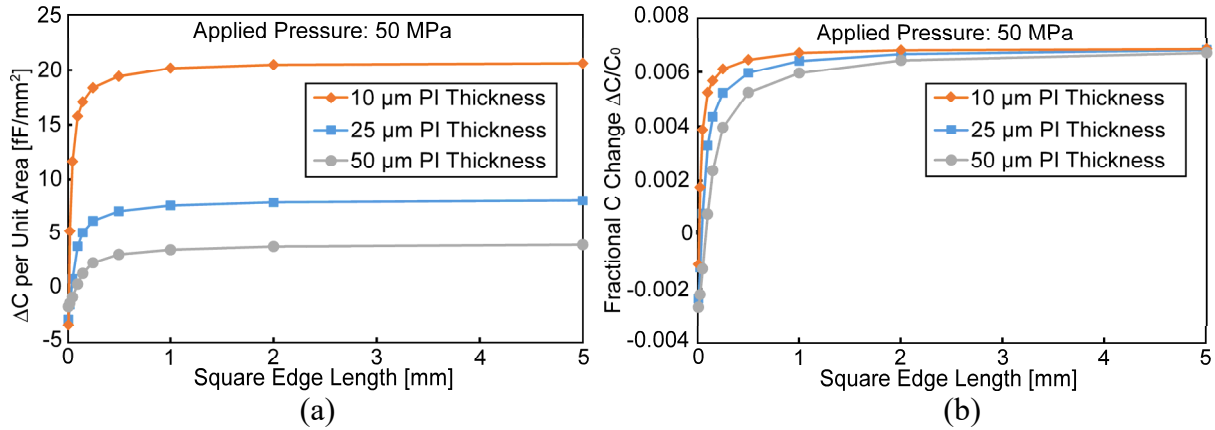 25
20
15
10
5
0
-5
ΔC per Unit Area [fF/mm²]
Applied Pressure: 50 MPa
10 µm PI Thickness
25 µm PI Thickness
50 µm PI Thickness
0 1 2 3 4 5
Square Edge Length [mm]
(a)
0.008
0.006
0.004
0.002
0
-0.002
-0.004
Fractional C Change ΔC/C₀
Applied Pressure: 50 MPa
10 µm PI Thickness
25 µm PI Thickness
50 µm PI Thickness
0 1 2 3 4 5
Square Edge Length [mm]
(b)